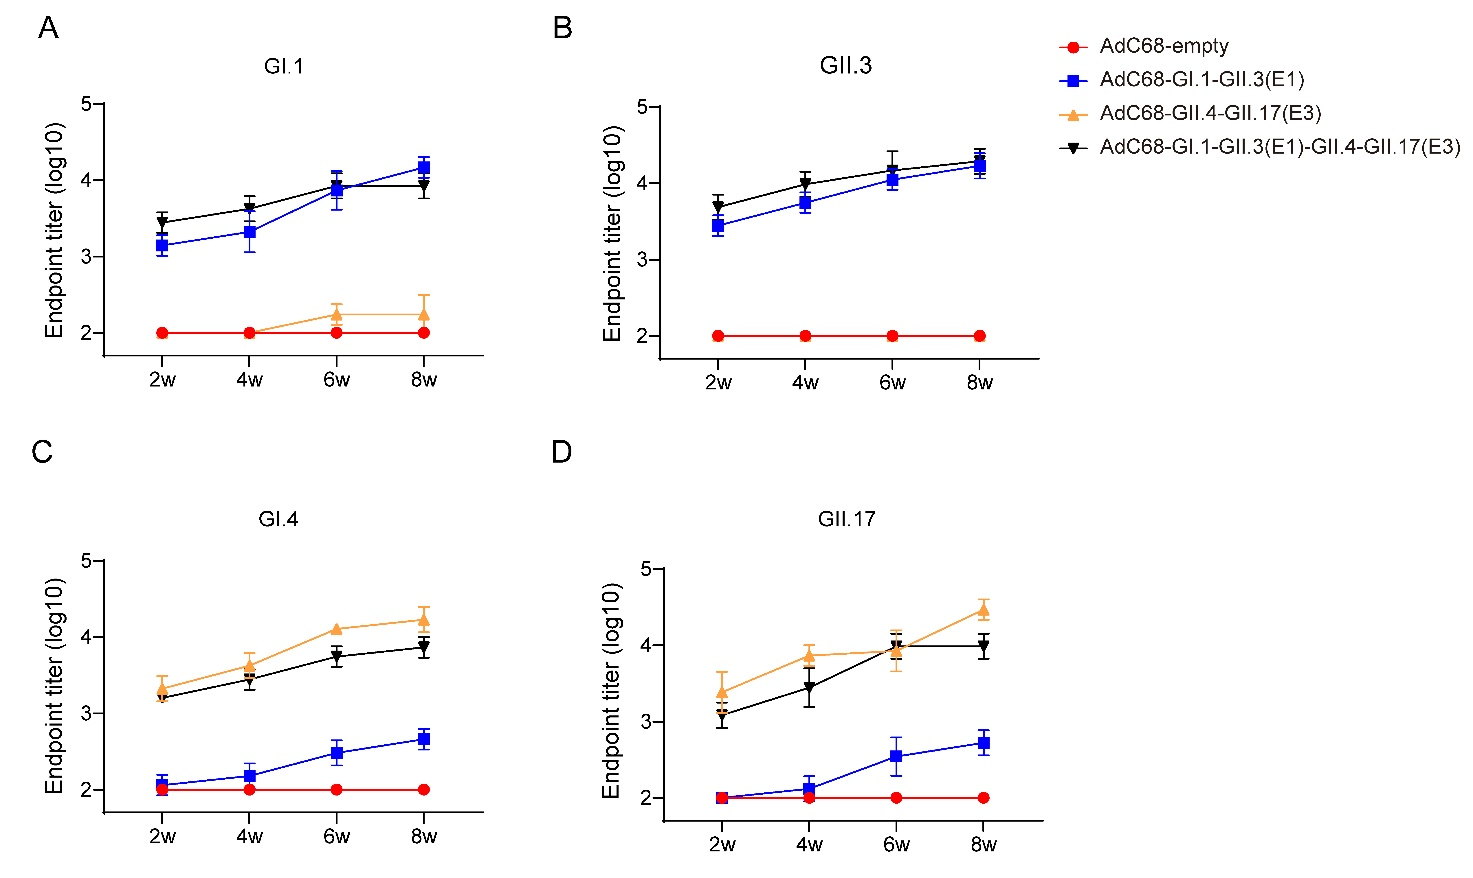 A
GI.1
Endpoint titer (log10)
5
4
3
2
2w 4w 6w 8w
B
GII.3
Endpoint titer (log10)
5
4
3
2
2w 4w 6w 8w
AdC68-empty
AdC68-GI.1-GII.3(E1)
AdC68-GII.4-GII.17(E3)
AdC68-GI.1-GII.3(E1)-GII.4-GII.17(E3)
C
GI.4
Endpoint titer (log10)
5
4
3
2
2w 4w 6w 8w
D
GII.17
Endpoint titer (log10)
5
4
3
2
2w 4w 6w 8w